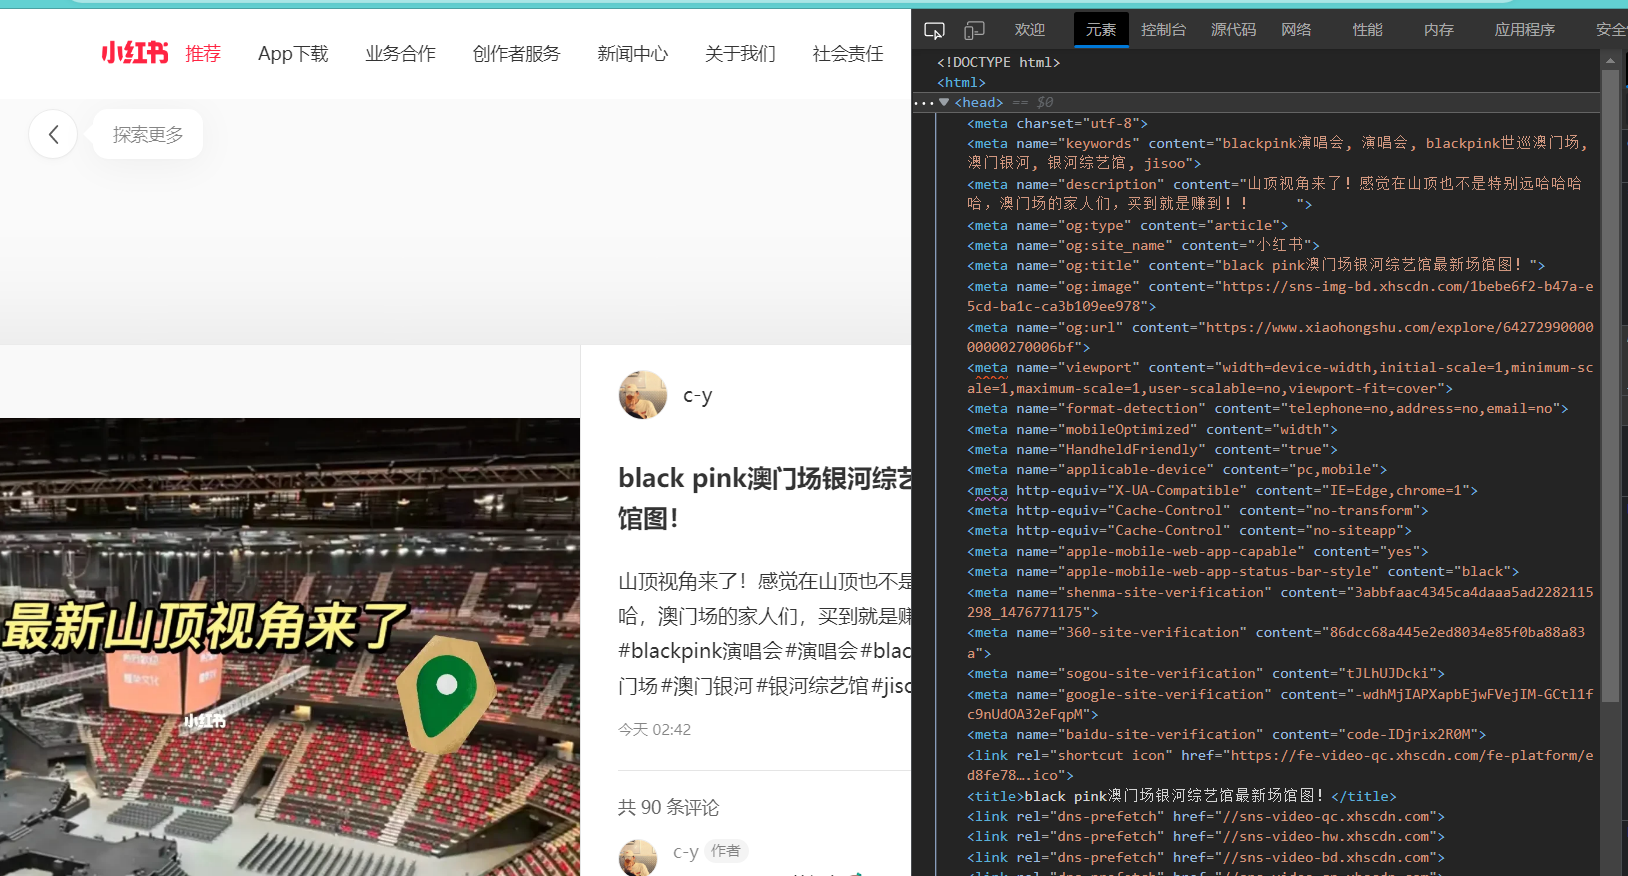 小红书 推荐 App下载 业务合作 创作者服务 新闻中心 关于我们 社会责任
探索更多
最新山顶视角来了
小红书
c-y
black pink澳门场银河综艺
馆图！
山顶视角来了！感觉在山顶也不是
哈，澳门场的家人们，买到就是赚
#blackpink演唱会#演唱会#blac
门场#澳门银河#银河综艺馆#jisc
今天 02:42
共 90 条评论
c-y 作者
欢迎 元素 控制台 源代码 网络 性能 内存 应用程序 安全
<!DOCTYPE html>
<html>
··· ▼<head> == $0
<meta charset="utf-8">
<meta name="keywords" content="blackpink演唱会, 演唱会, blackpink世巡澳门场,
澳门银河, 银河综艺馆, jisoo">
<meta name="description" content="山顶视角来了！感觉在山顶也不是特别远哈哈哈
哈，澳门场的家人们，买到就是赚到！！ ">
<meta name="og:type" content="article">
<meta name="og:site_name" content="小红书">
<meta name="og:title" content="black pink澳门场银河综艺馆最新场馆图！">
<meta name="og:image" content="https://sns-img-bd.xhscdn.com/1bebe6f2-b47a-e
5cd-ba1c-ca3b109ee978">
<meta name="og:url" content="https://www.xiaohongshu.com/explore/64272990000
00000270006bf">
<meta name="viewport" content="width=device-width,initial-scale=1,minimum-sc
ale=1,maximum-scale=1,user-scalable=no,viewport-fit=cover">
<meta name="format-detection" content="telephone=no,address=no,email=no">
<meta name="mobileOptimized" content="width">
<meta name="HandheldFriendly" content="true">
<meta name="applicable-device" content="pc,mobile">
<meta http-equiv="X-UA-Compatible" content="IE=Edge,chrome=1">
<meta http-equiv="Cache-Control" content="no-transform">
<meta http-equiv="Cache-Control" content="no-siteapp">
<meta name="apple-mobile-web-app-capable" content="yes">
<meta name="apple-mobile-web-app-status-bar-style" content="black">
<meta name="shenma-site-verification" content="3abbfaac4345ca4daaa5ad2282115
298_1476771175">
<meta name="360-site-verification" content="86dcc68a445e2ed8034e85f0ba88a83
a">
<meta name="sogou-site-verification" content="tJLhUJDcki">
<meta name="google-site-verification" content="-wdhMjIAPXapbEjwFVejIM-GCtl1f
c9nUdOA32eFqpM">
<meta name="baidu-site-verification" content="code-IDjrix2R0M">
<link rel="shortcut icon" href="https://fe-video-qc.xhscdn.com/fe-platform/e
d8fe78….ico">
<title>black pink澳门场银河综艺馆最新场馆图！</title>
<link rel="dns-prefetch" href="//sns-video-qc.xhscdn.com">
<link rel="dns-prefetch" href="//sns-video-hw.xhscdn.com">
<link rel="dns-prefetch" href="//sns-video-bd.xhscdn.com">